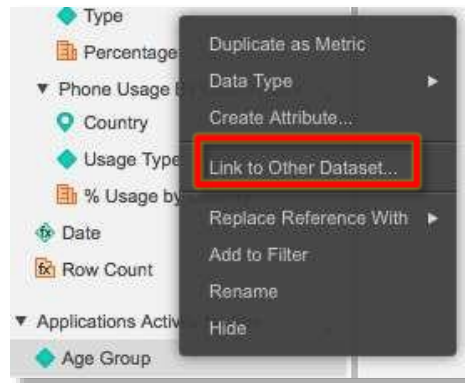 Type
Percentage
Phone Usage
Country
Usage Type
% Usage by
Date
Row Count
Applications Activ
Age Group
Duplicate as Metric
Data Type
Create Attribute...
Link to Other Dataset...
Replace Reference With
Add to Filter
Rename
Hide